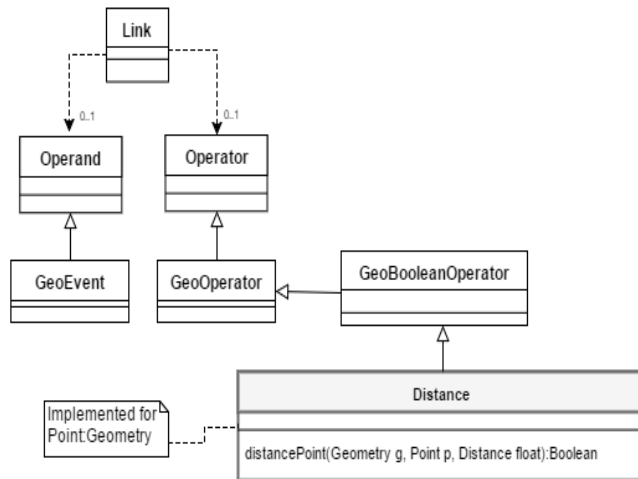 Link
0..1
0..1
Operand
Operator
GeoEvent
GeoOperator
GeoBooleanOperator
Distance
Implemented for
Point:Geometry
distancePoint(Geometry g, Point p, Distance float):Boolean